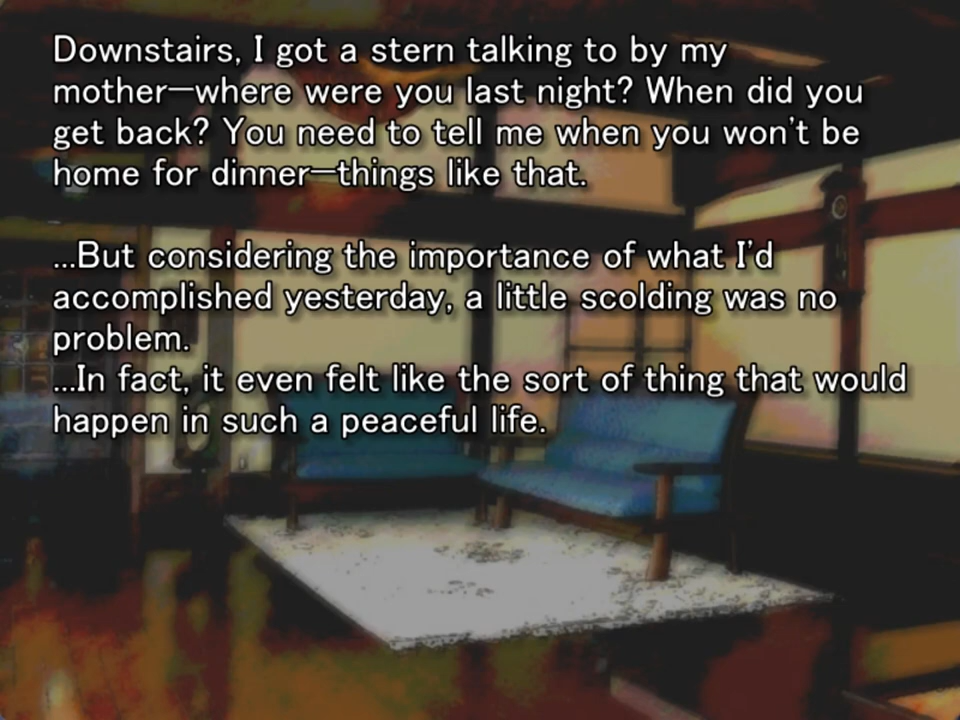 Downstairs, I got a stern talking to by my
mother—where were you last night? When did you
get back? You need to tell me when you won't be
home for dinner—things like that.
...But considering the importance of what I'd
accomplished yesterday, a little scolding was no
problem.
...In fact, it even felt like the sort of thing that would
happen in such a peaceful life.